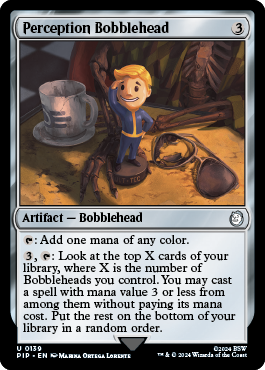 Perception Bobblehead 3
Artifact — Bobblehead
: Add one mana of any color.
3, : Look at the top X cards of your
library, where X is the number of
Bobbleheads you control. You may cast
a spell with mana value 3 or less from
among them without paying its mana
cost. Put the rest on the bottom of your
library in a random order.
U 0139
PIP • EN Marina Ortega Lorente
©2024 BSW
™ & © 2024 Wizards of the Coast